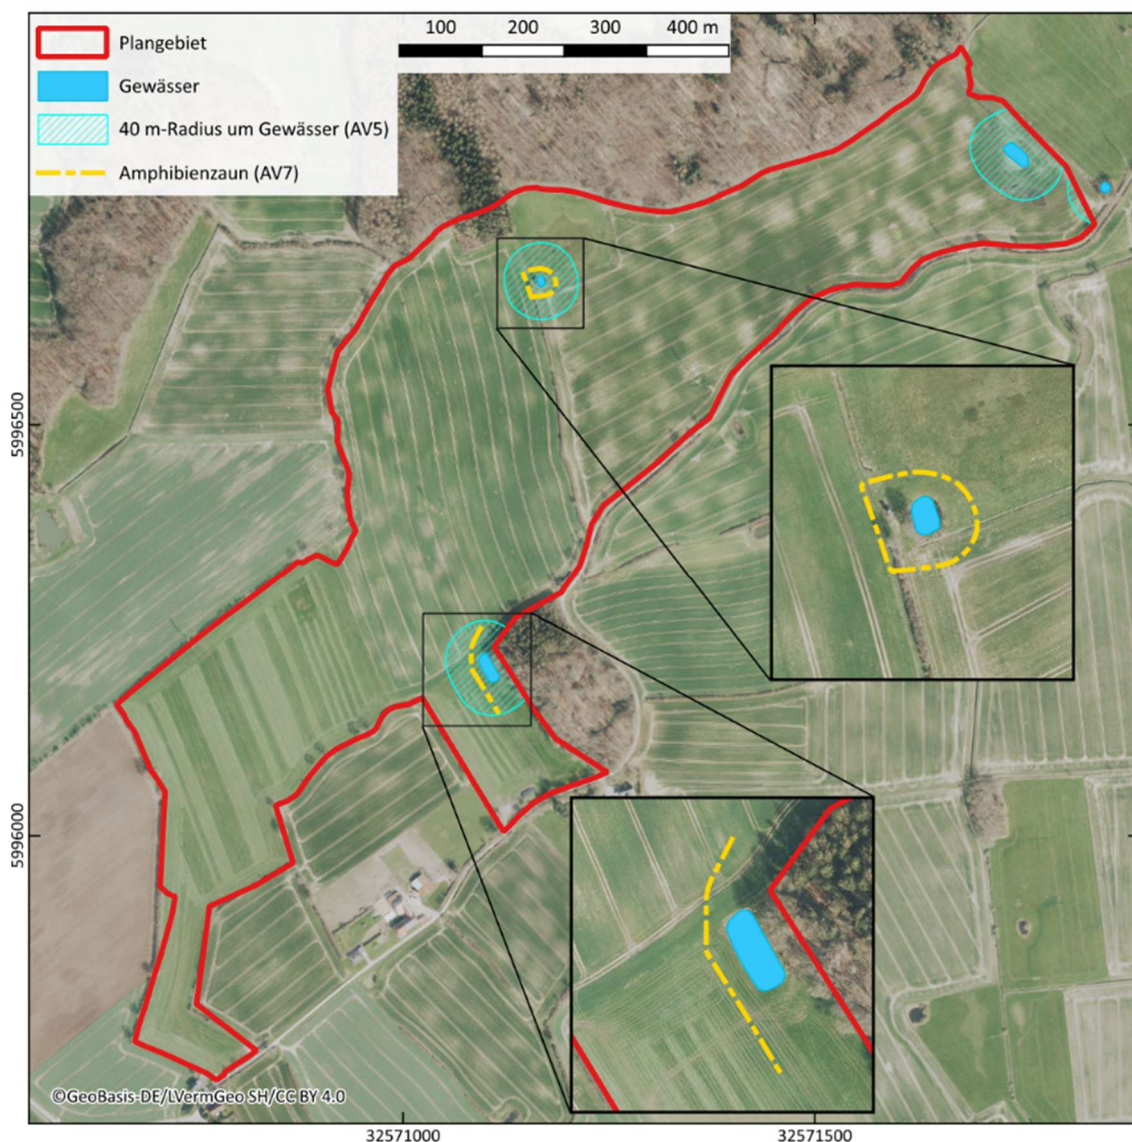 Plangebiet
Gewässer
40 m-Radius um Gewässer (AV5)
Amphibienzaun (AV7)
100 200 300 400 m
5996500
5996000
©GeoBasis-DE/LVermGeo SH/CC BY 4.0
32571000 32571500